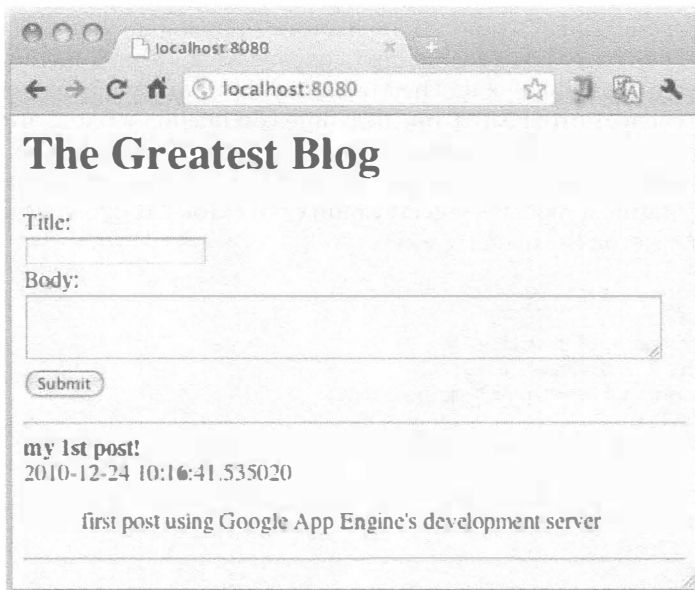 localhost:8080
localhost:8080
The Greatest Blog
Title:
Body:
Submit
my 1st post!
2010-12-24 10:16:41.535020
first post using Google App Engine's development server